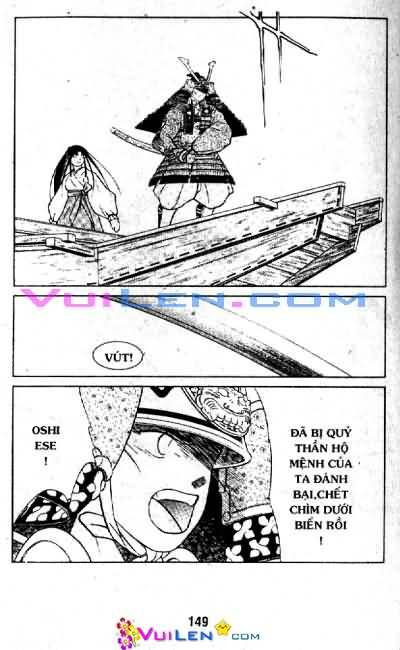 VuiLen.com
VÚT!
OSHI
ESE
!
ĐÃ BỊ QUỶ
THẦN HỘ
MỆNH CỦA
TA ĐÁNH
BẠI,CHẾT
CHÌM DƯỚI
BIỂN RỒI
!
149
VuiLen.com